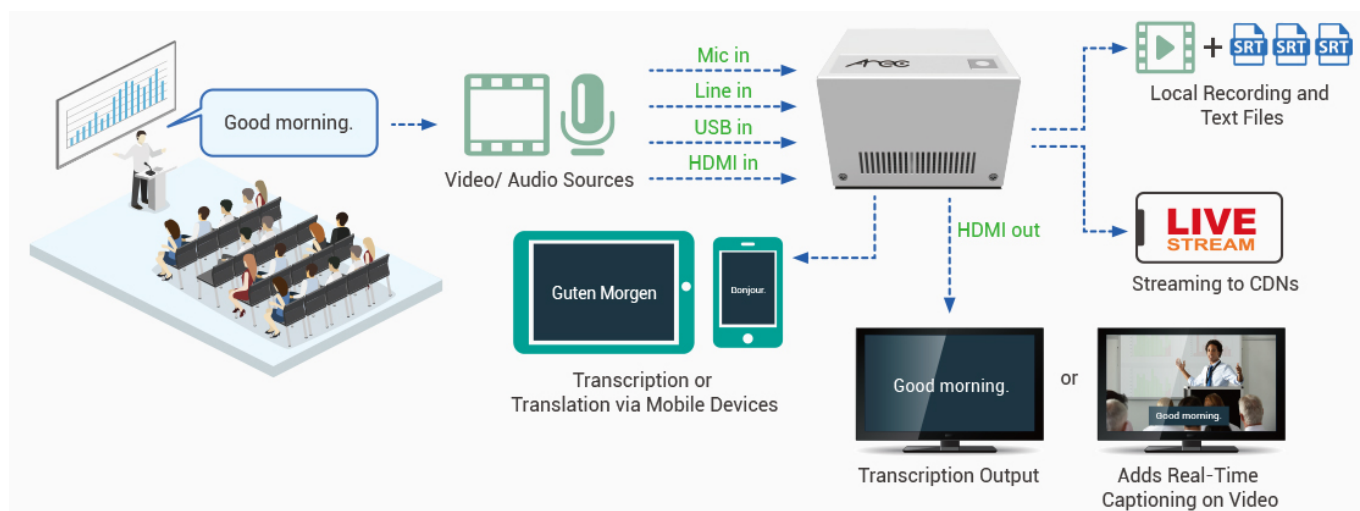 Good morning.
Video/ Audio Sources
Mic in
Line in
USB in
HDMI in
Arec
SRT SRT SRT
+
Local Recording and
Text Files
LIVE
STREAM
Streaming to CDNs
HDMI out
Guten Morgen
Bonjour.
Transcription or
Translation via Mobile Devices
Good morning.
Transcription Output
or
Good morning.
Adds Real-Time
Captioning on Video